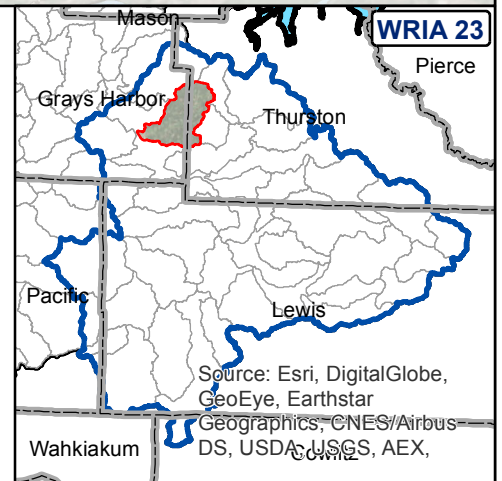 Mason
WRIA 23
Pierce
Grays Harbor
Thurston
Pacific
Lewis
Source: Esri, DigitalGlobe,
GeoEye, Earthstar
Geographics, CNES/Airbus
DS, USDA, USGS, AEX,
Wahkiakum
Cowlitz